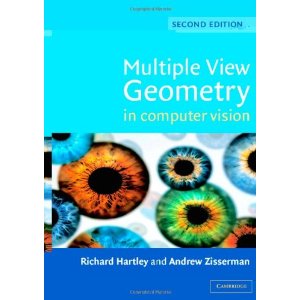 SECOND EDITION
Multiple View
Geometry
in computer vision
Richard Hartley and Andrew Zisserman
CAMBRIDGE